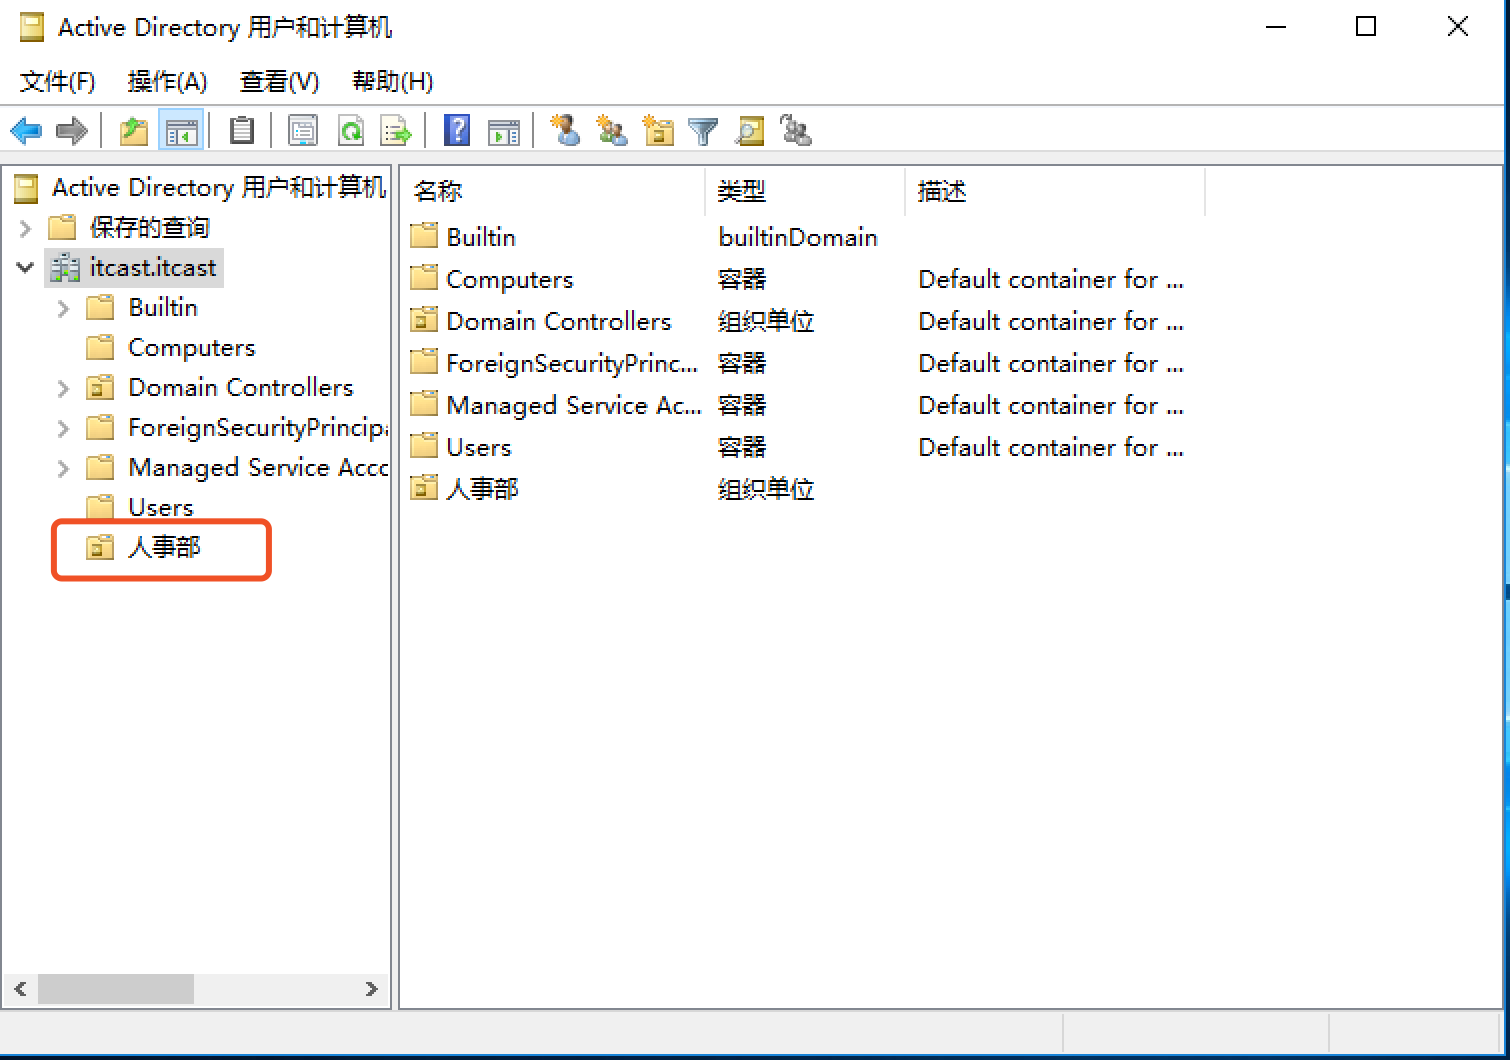 Active Directory 用户和计算机
文件(F) 操作(A) 查看(V) 帮助(H)
Active Directory 用户和计算机
保存的查询
itcast.itcast
Builtin
Computers
Domain Controllers
ForeignSecurityPrincipa
Managed Service Acco
Users
人事部
名称 类型 描述
Builtin builtinDomain
Computers 容器 Default container for ...
Domain Controllers 组织单位 Default container for ...
ForeignSecurityPrinc... 容器 Default container for ...
Managed Service Ac... 容器 Default container for ...
Users 容器 Default container for ...
人事部 组织单位